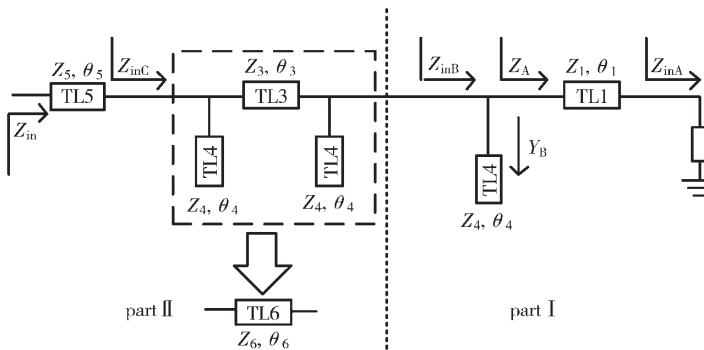 Z5, θ5
ZinC
Z3, θ3
ZinB
ZA
Z1, θ1
ZinA
TL5
TL3
TL1
Zin
TL4
TL4
TL4
YB
Z4, θ4
Z4, θ4
Z4, θ4
part Ⅱ
TL6
part Ⅰ
Z6, θ6